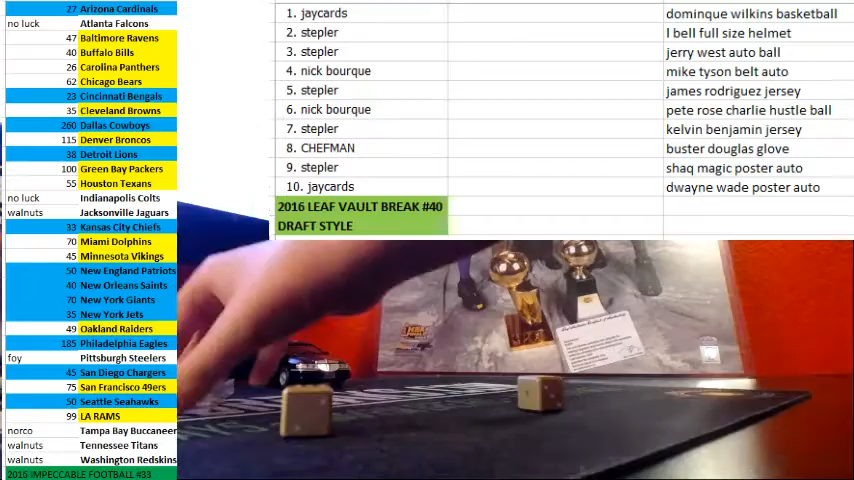 27 Arizona Cardinals
no luck Atlanta Falcons
47 Baltimore Ravens
40 Buffalo Bills
26 Carolina Panthers
62 Chicago Bears
23 Cincinnati Bengals
35 Cleveland Browns
260 Dallas Cowboys
115 Denver Broncos
38 Detroit Lions
100 Green Bay Packers
55 Houston Texans
no luck Indianapolis Colts
walnuts Jacksonville Jaguars
33 Kansas City Chiefs
70 Miami Dolphins
45 Minnesota Vikings
50 New England Patriots
40 New Orleans Saints
70 New York Giants
35 New York Jets
49 Oakland Raiders
185 Philadelphia Eagles
foy Pittsburgh Steelers
45 San Diego Chargers
75 San Francisco 49ers
50 Seattle Seahawks
99 LA RAMS
norco Tampa Bay Buccaneer
walnuts Tennessee Titans
walnuts Washington Redskins
2016 IMPECCABLE FOOTBALL #33
1. jaycards dominque wilkins basketball
2. stepler l bell full size helmet
3. stepler jerry west auto ball
4. nick bourque mike tyson belt auto
5. stepler james rodriguez jersey
6. nick bourque pete rose charlie hustle ball
7. stepler kelvin benjamin jersey
8. CHEFMAN buster douglas glove
9. stepler shaq magic poster auto
10. jaycards dwayne wade poster auto
2016 LEAF VAULT BREAK #40
DRAFT STYLE